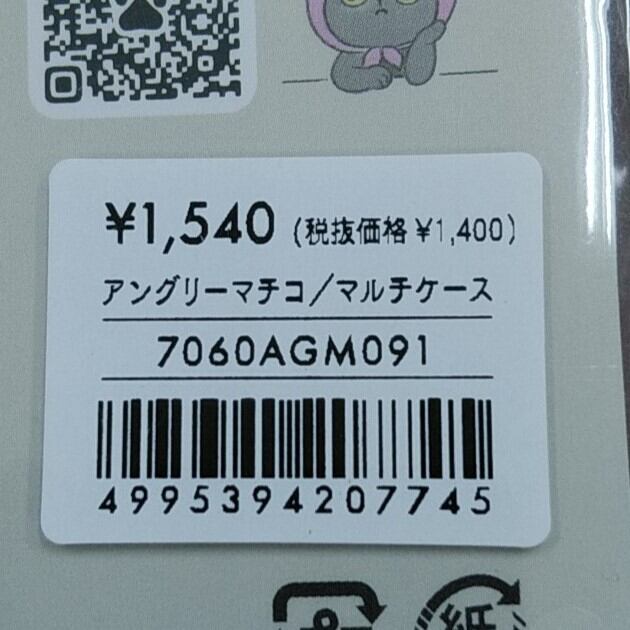 ¥1,540 (税抜価格 ¥1,400)
アングリーマチコ/マルチケース
7060AGM091
4995394207745
紙